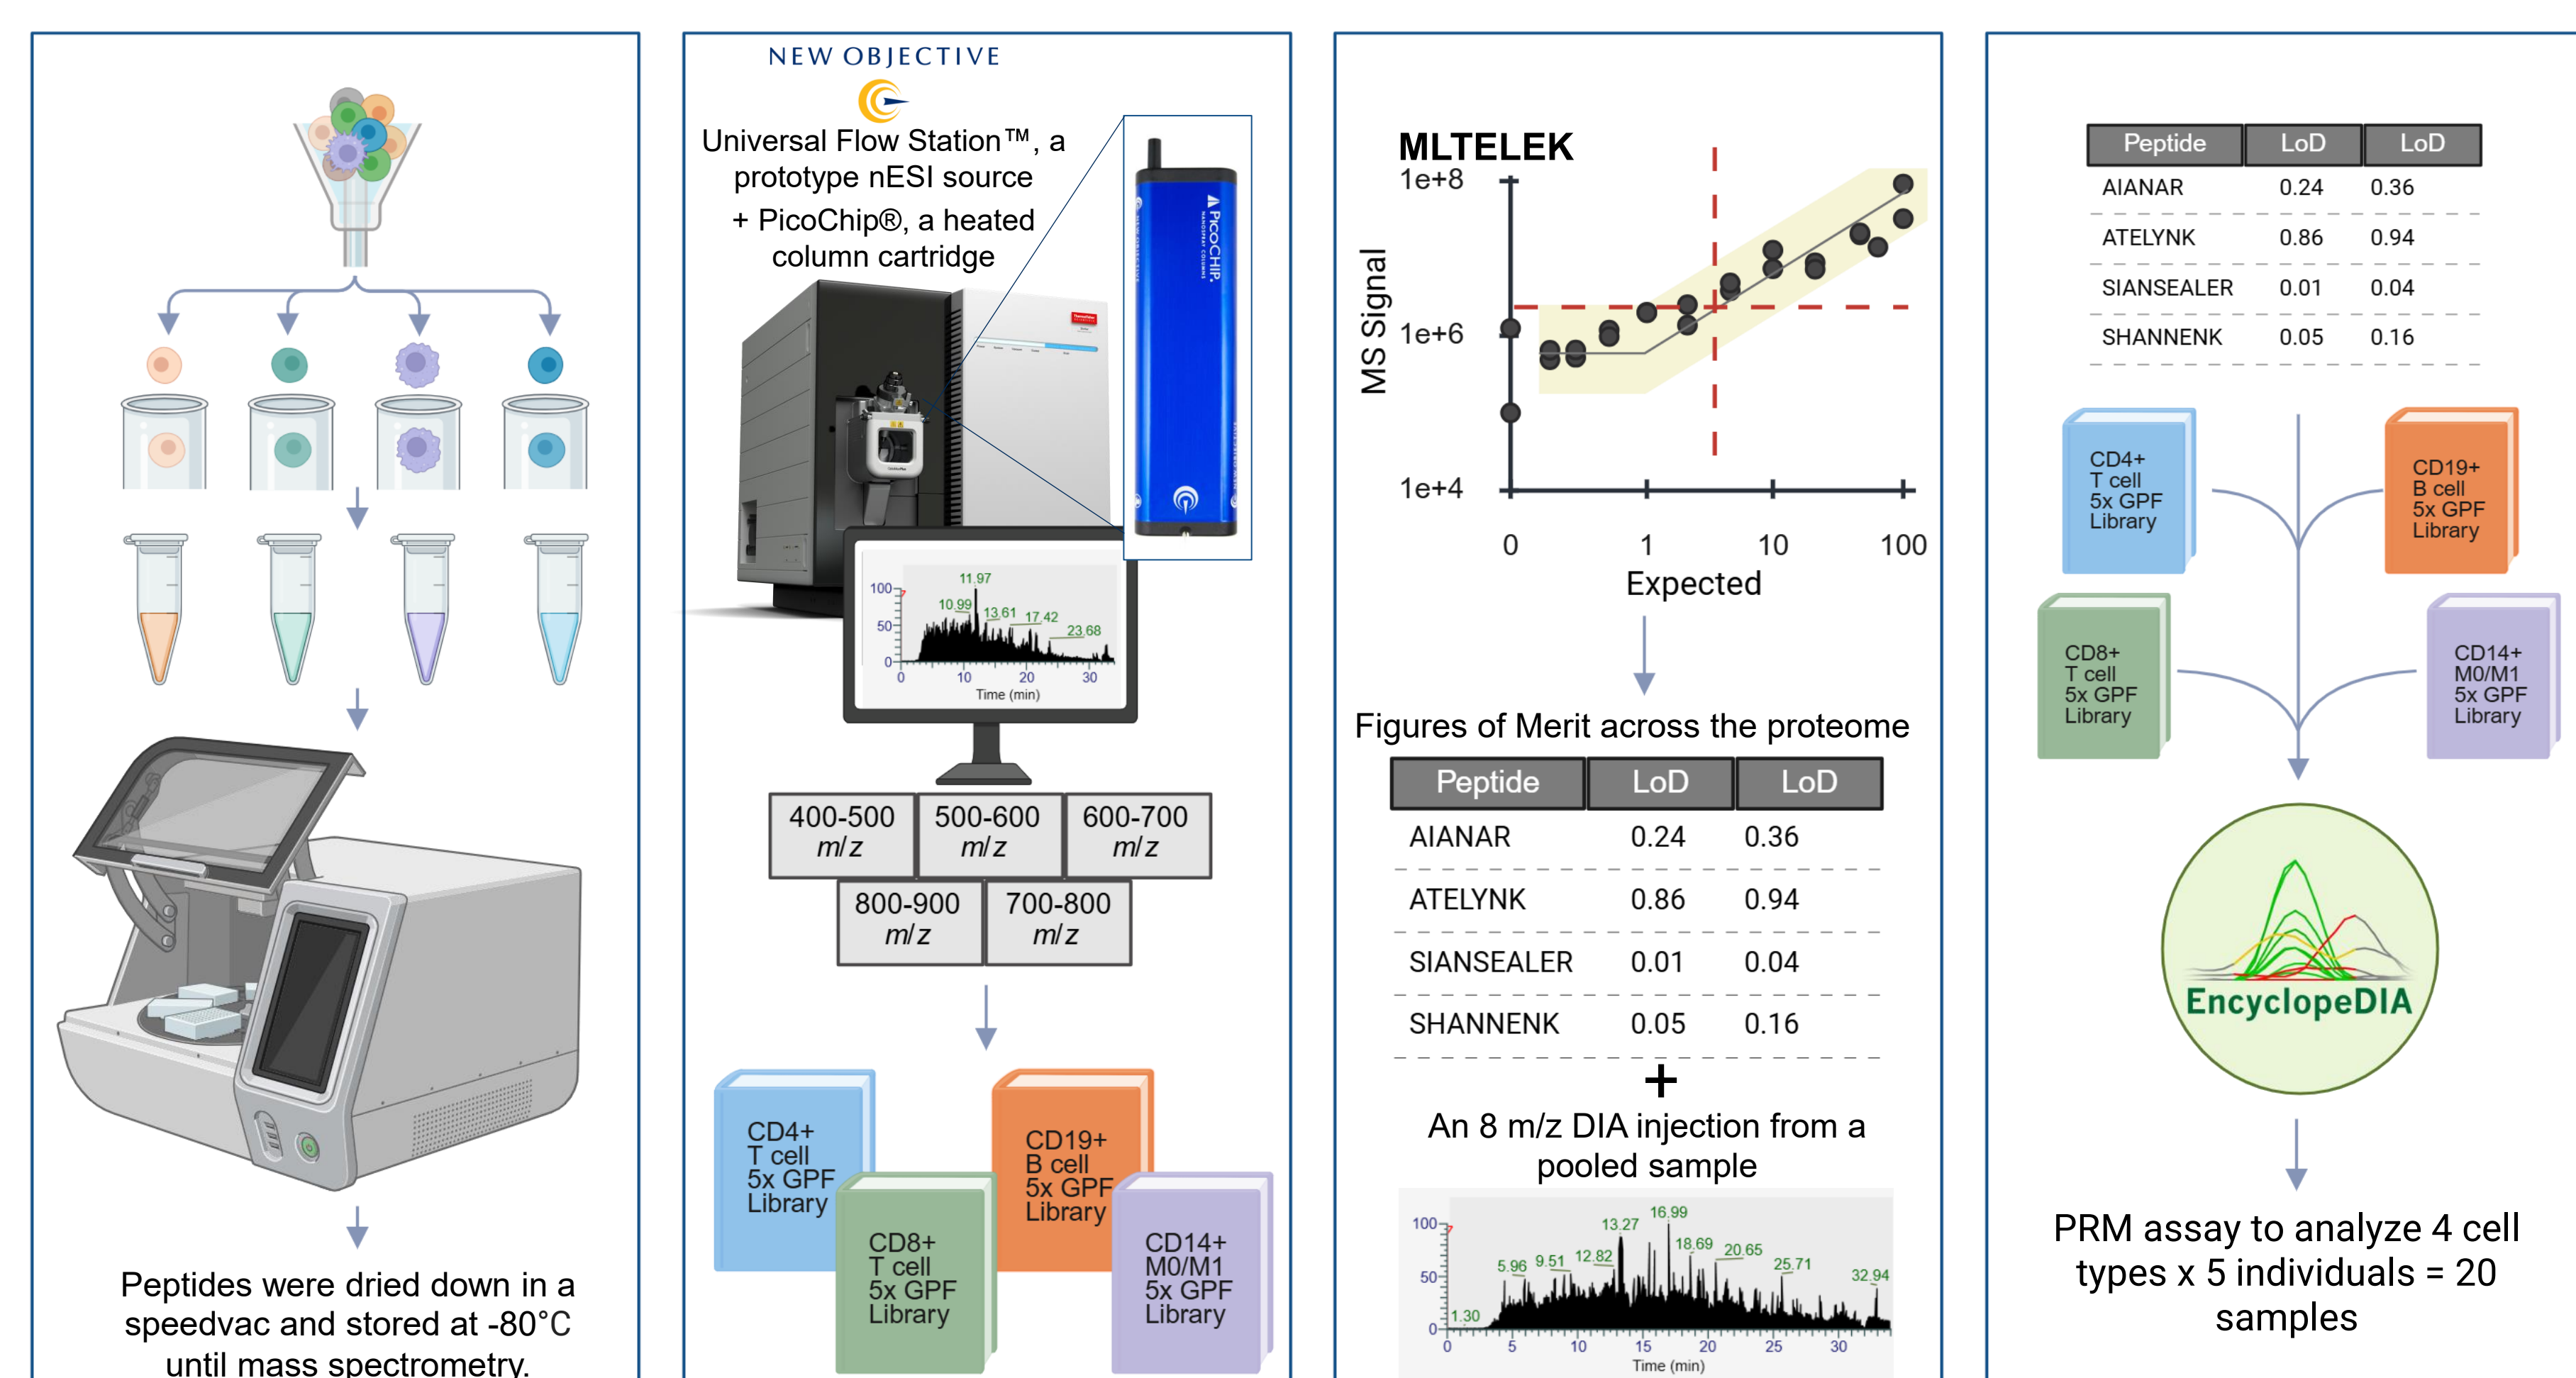 Peptides were dried down in a
speedvac and stored at -80°C
until mass spectrometry.
NEW OBJECTIVE
Universal Flow Station™, a
prototype nESI source
+ PicoChip®, a heated
column cartridge
PICOCHIP.
NANOSPRAY COLUMNS
11.97
10.99
13.61
17.42
23.68
100
50
0
0 10 20 30
Time (min)
400-500
m/z
500-600
m/z
600-700
m/z
800-900
m/z
700-800
m/z
CD4+
T cell
5x GPF
Library
CD8+
T cell
5x GPF
Library
CD19+
B cell
5x GPF
Library
CD14+
M0/M1
5x GPF
Library
MLTELEK
1e+8
1e+6
1e+4
MS Signal
0 1 10 100
Expected
Figures of Merit across the proteome
Peptide LoD LoD
AIANAR 0.24 0.36
ATELYNK 0.86 0.94
SIANSEALER 0.01 0.04
SHANNENK 0.05 0.16
+
An 8 m/z DIA injection from a
pooled sample
16.99
13.27
18.69
20.65
5.96
9.51
12.82
25.71
32.94
1.30
100
50
0
0 5 10 15 20 25 30
Time (min)
Peptide LoD LoD
AIANAR 0.24 0.36
ATELYNK 0.86 0.94
SIANSEALER 0.01 0.04
SHANNENK 0.05 0.16
CD4+
T cell
5x GPF
Library
CD19+
B cell
5x GPF
Library
CD8+
T cell
5x GPF
Library
CD14+
M0/M1
5x GPF
Library
EncyclopeDIA
PRM assay to analyze 4 cell
types x 5 individuals = 20
samples